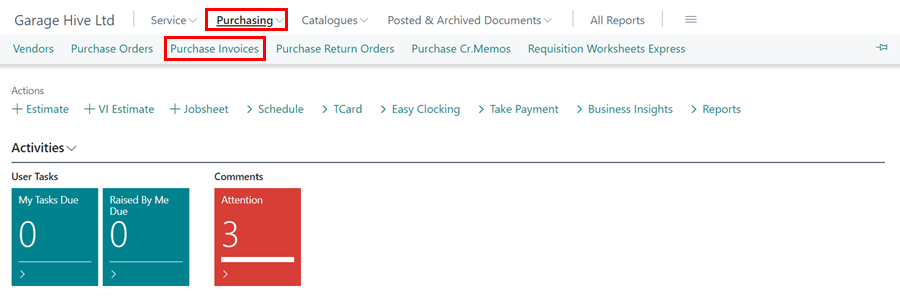 Garage Hive Ltd Service Purchasing Catalogues Posted & Archived Documents All Reports
Vendors Purchase Orders Purchase Invoices Purchase Return Orders Purchase Cr.Memos Requisition Worksheets Express
Actions
+ Estimate + VI Estimate + Jobsheet > Schedule > TCard > Easy Clocking > Take Payment > Business Insights > Reports
Activities
User Tasks Comments
My Tasks Due Raised By Me Attention
Due
0 0 3